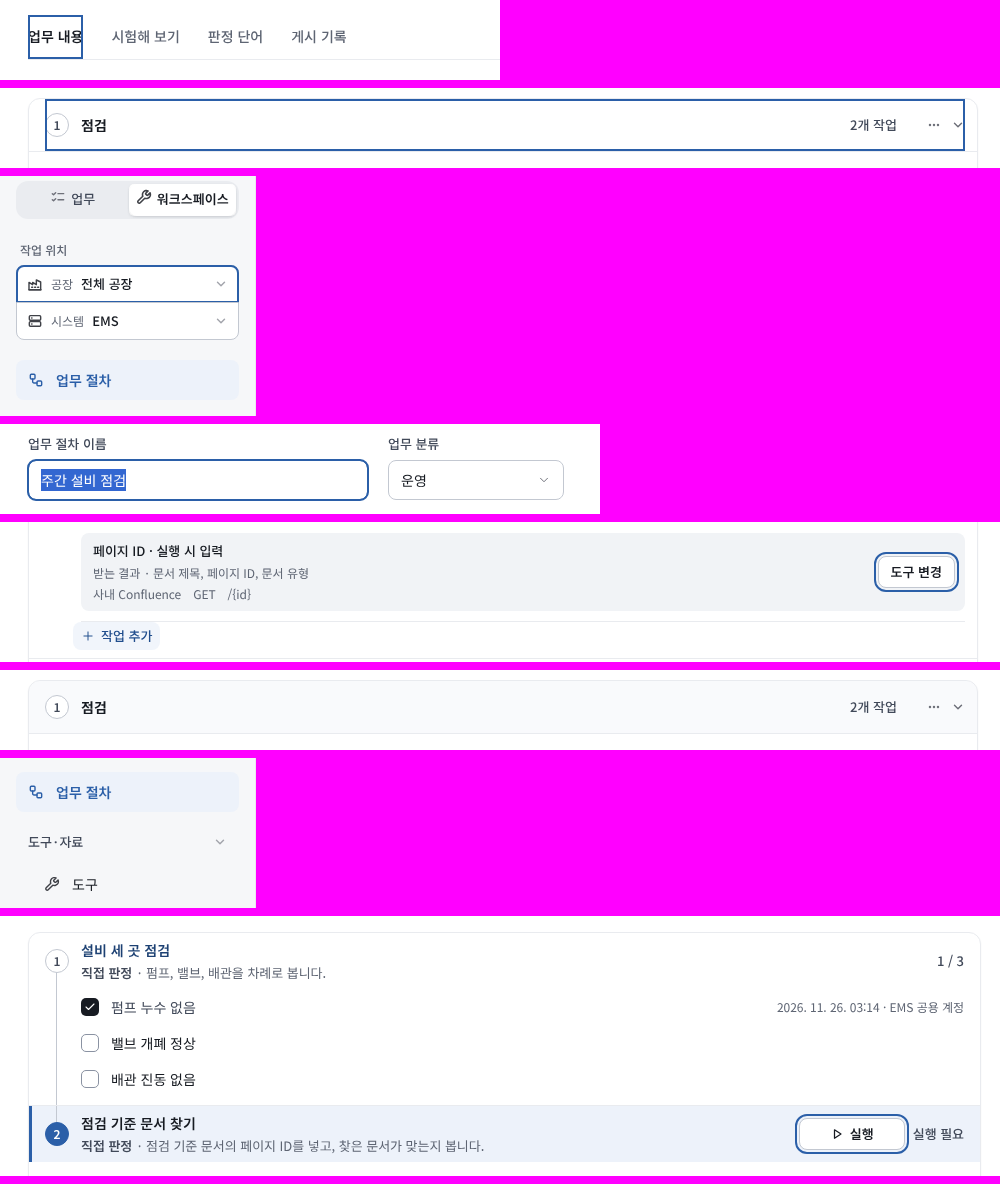 업무 내용 시험해 보기 판정 단어 게시 기록
1 점검 2개 작업 ···
업무 워크스페이스
작업 위치
공장 전체 공장
시스템 EMS
업무 절차
업무 절차 이름 업무 분류
주간 설비 점검 운영
페이지 ID · 실행 시 입력
받는 결과 · 문서 제목, 페이지 ID, 문서 유형
도구 변경
사내 Confluence GET /{id}
+ 작업 추가
1 점검 2개 작업 ···
업무 절차
도구·자료
도구
설비 세 곳 점검
1 1 / 3
직접 판정 · 펌프, 밸브, 배관을 차례로 봅니다.
펌프 누수 없음 2026. 11. 26. 03:14 · EMS 공용 계정
밸브 개폐 정상
배관 진동 없음
점검 기준 문서 찾기
2 실행 실행 필요
직접 판정 · 점검 기준 문서의 페이지 ID를 넣고, 찾은 문서가 맞는지 봅니다.